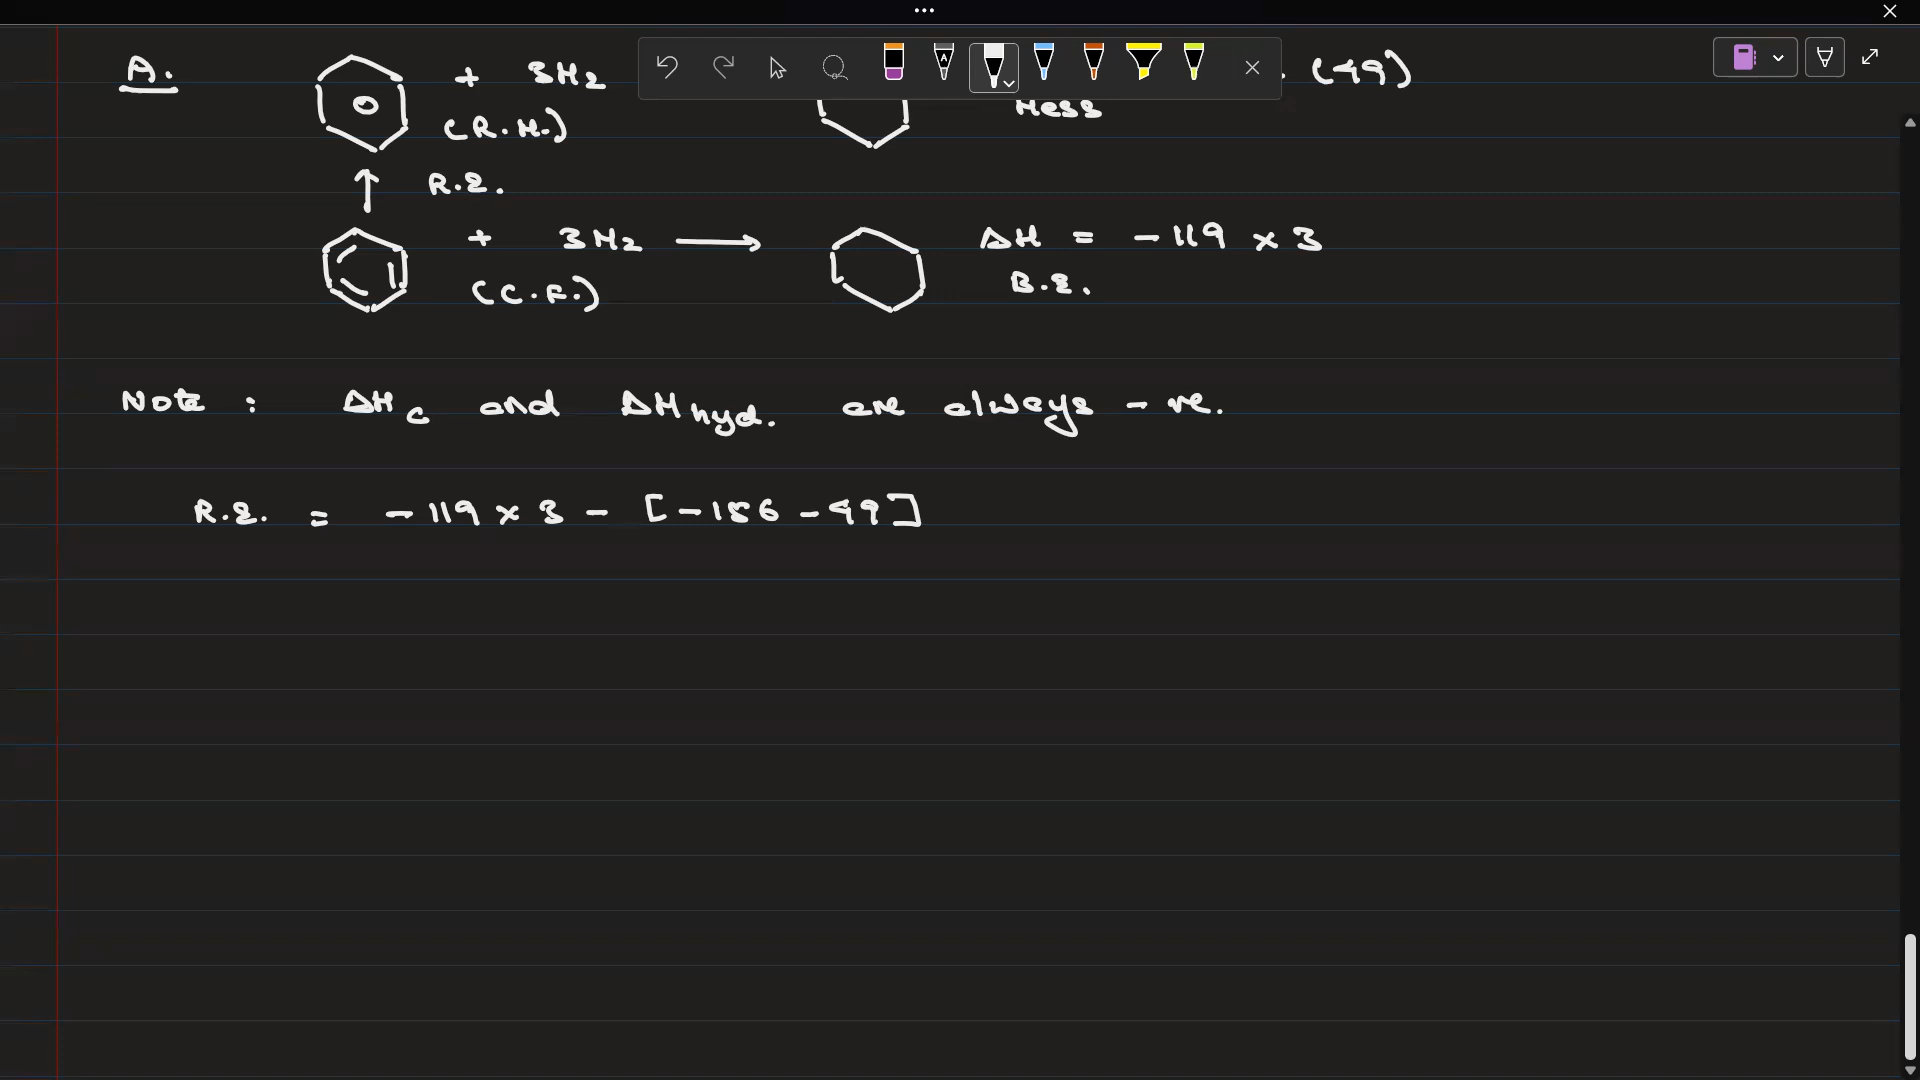 A. + 3H2 . (49)
(R.H.) Hess
R.E.
+ 3H2 → ΔH = -119 × 3
(C.F.) B.E.
Note : ΔHc and ΔHhyd. are always -ve.
R.E. = -119 × 3 - [-156 - 49]